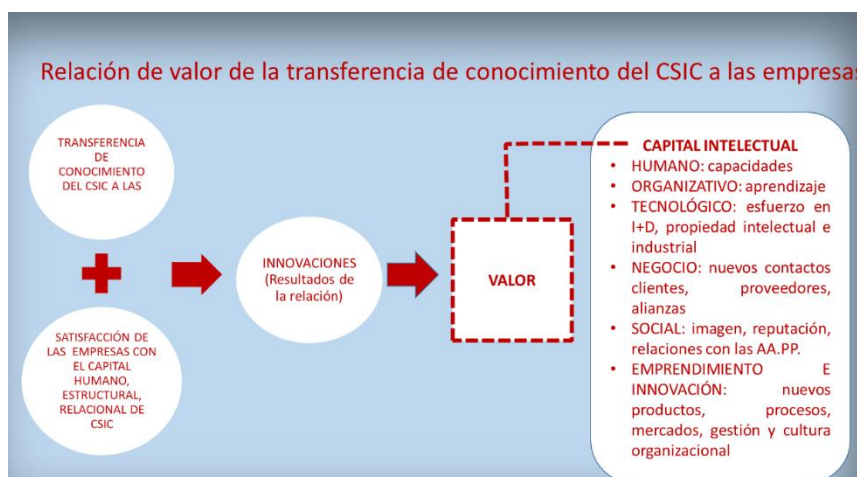 Relación de valor de la transferencia de conocimiento del CSIC a las empresas
TRANSFERENCIA
DE
CONOCIMIENTO
DEL CSIC A LAS
SATISFACCIÓN DE
LAS EMPRESAS CON
EL CAPITAL
HUMANO,
ESTRUCTURAL,
RELACIONAL DE
CSIC
INNOVACIONES
(Resultados de
la relación)
VALOR
CAPITAL INTELECTUAL
• HUMANO: capacidades
• ORGANIZATIVO: aprendizaje
• TECNOLÓGICO: esfuerzo en
I+D, propiedad intelectual e
industrial
• NEGOCIO: nuevos contactos
clientes, proveedores,
alianzas
• SOCIAL: imagen, reputación,
relaciones con las AA.PP.
• EMPRENDIMIENTO E
INNOVACIÓN: nuevos
productos, procesos,
mercados, gestión y cultura
organizacional